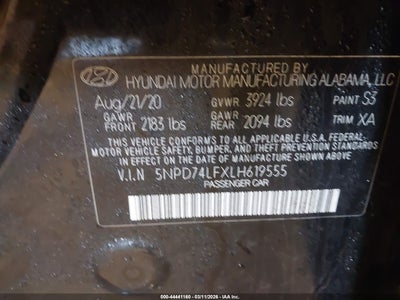 MANUFACTURED BY
HYUNDAI MOTOR MANUFACTURING ALABAMA, LLC
Aug/21/20 GVWR 3924 lbs PAINT S3
GAWR FRONT 2183 lbs GAWR REAR 2094 lbs TRIM XA
THIS VEHICLE CONFORMS TO ALL APPLICABLE U.S.A. FEDERAL
MOTOR VEHICLE SAFETY, BUMPER, AND THEFT PREVENTION STANDARDS
IN EFFECT ON THE DATE OF MANUFACTURE SHOWN ABOVE.
V.I.N 5NPD74LFXLH619555
PASSENGER CAR
00-44441160 - 03/11/2026 - IAA Inc.